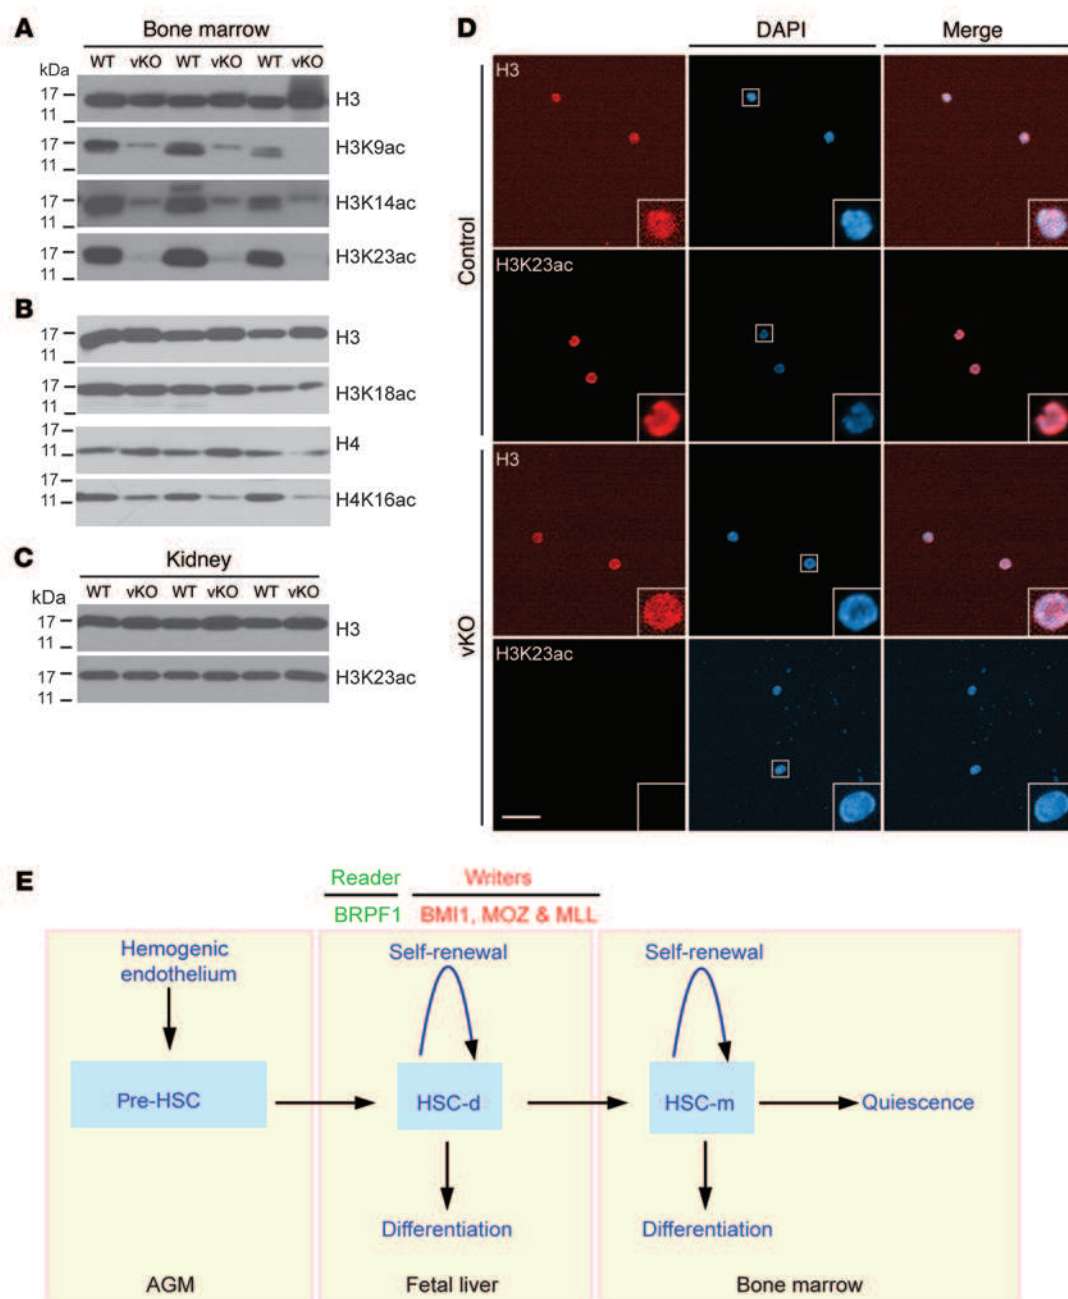 A
Bone marrow
WT vKO WT vKO WT vKO
kDa
17
11
H3
17
11
H3K9ac
17
11
H3K14ac
17
11
H3K23ac
B
17
11
H3
17
11
H3K18ac
17
11
H4
17
11
H4K16ac
C
Kidney
WT vKO WT vKO WT vKO
kDa
17
11
H3
17
11
H3K23ac
D
DAPI Merge
Control
H3
H3K23ac
vKO
H3
H3K23ac
E
Reader Writers
BRPF1 BMI1, MOZ & MLL
Hemogenic
endothelium
Self-renewal Self-renewal
Pre-HSC HSC-d HSC-m Quiescence
Differentiation Differentiation
AGM Fetal liver Bone marrow